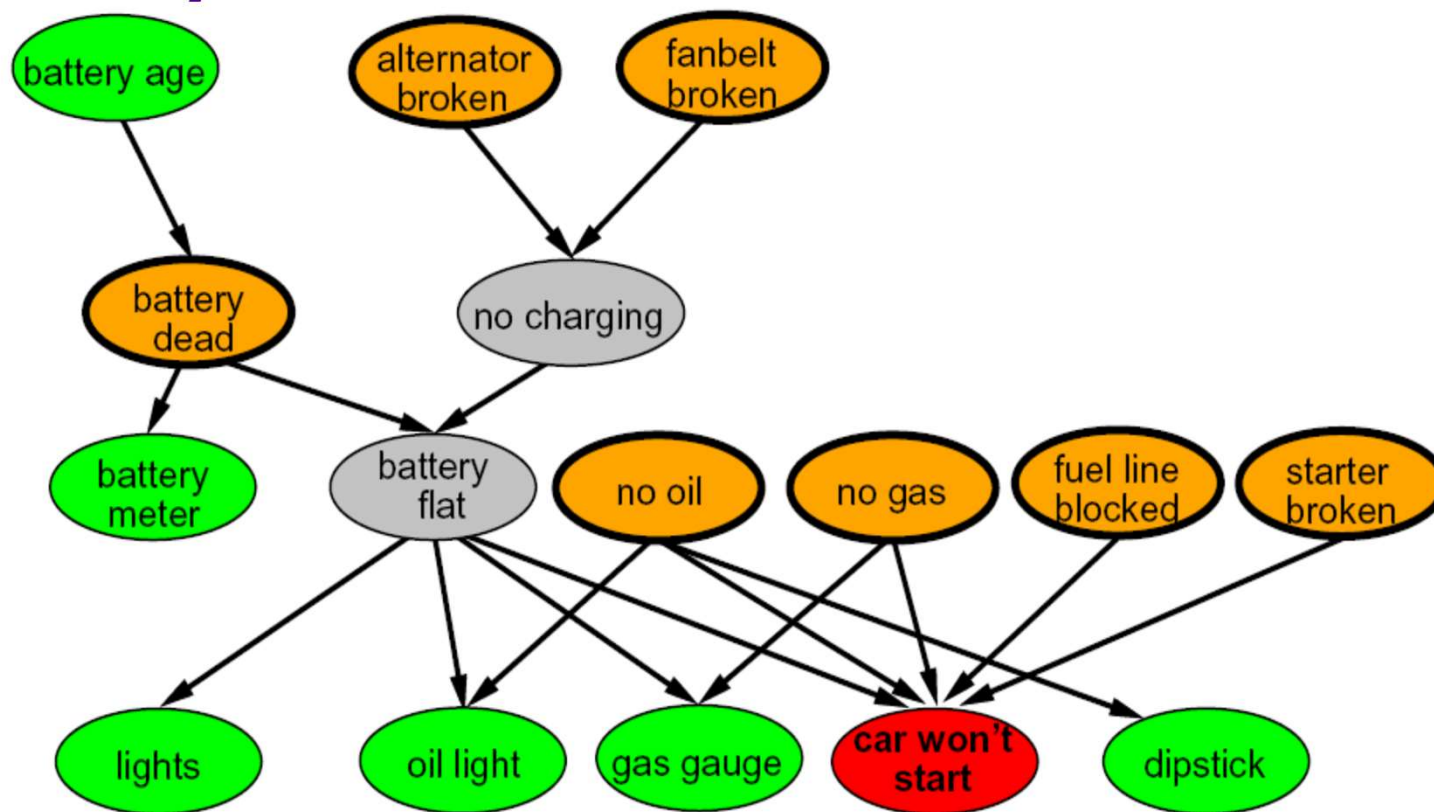 battery age
alternator
broken
fanbelt
broken
battery
dead
no charging
battery
meter
battery
flat
no oil
no gas
fuel line
blocked
starter
broken
lights
oil light
gas gauge
car won't
start
dipstick